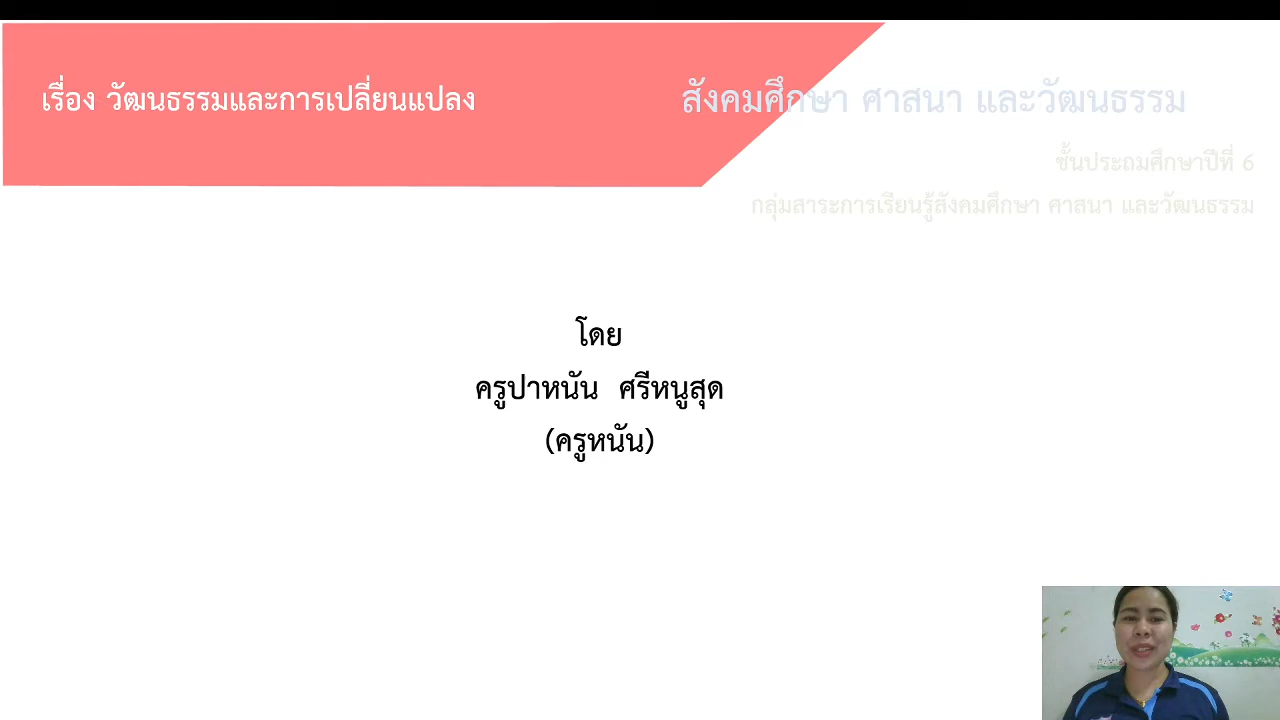 เรื่อง วัฒนธรรมและการเปลี่ยนแปลง
สังคมศึกษา ศาสนา และวัฒนธรรม
ชั้นประถมศึกษาปีที่ 6
กลุ่มสาระการเรียนรู้สังคมศึกษา ศาสนา และวัฒนธรรม
โดย
ครูปาหนัน ศรีหนูสุด
(ครูหนัน)